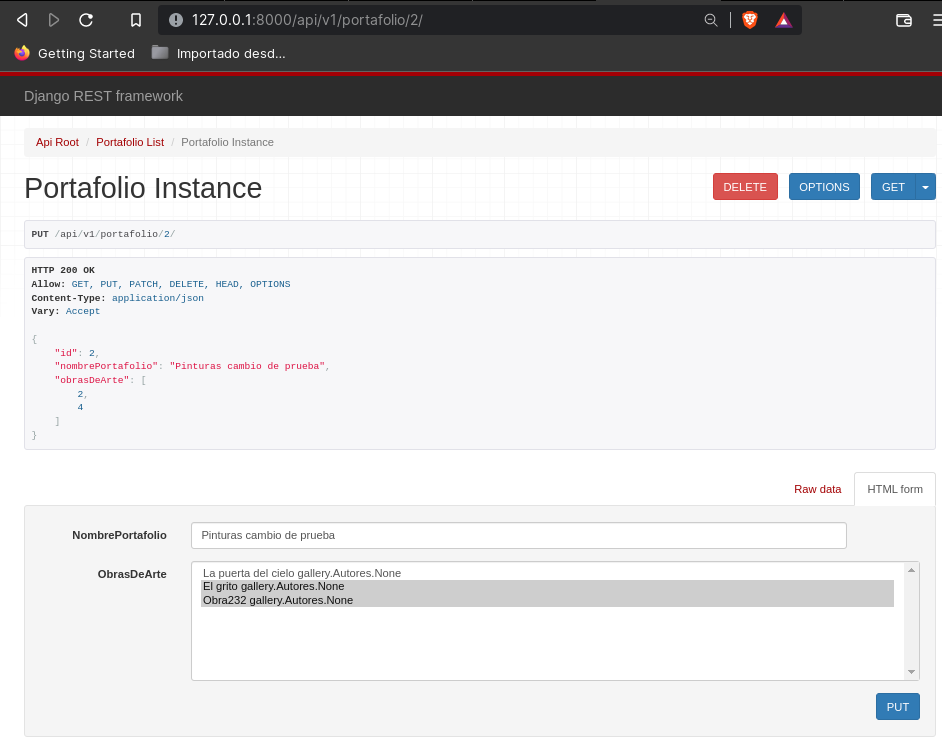 127.0.0.1:8000/api/v1/portafolio/2/
Getting Started Importado desd...
Django REST framework
Api Root / Portafolio List / Portafolio Instance
Portafolio Instance
DELETE OPTIONS GET
PUT /api/v1/portafolio/2/
HTTP 200 OK
Allow: GET, PUT, PATCH, DELETE, HEAD, OPTIONS
Content-Type: application/json
Vary: Accept
{
"id": 2,
"nombrePortafolio": "Pinturas cambio de prueba",
"obrasDeArte": [
2,
4
]
}
Raw data HTML form
NombrePortafolio Pinturas cambio de prueba
ObrasDeArte
La puerta del cielo gallery.Autores.None
El grito gallery.Autores.None
Obra232 gallery.Autores.None
PUT